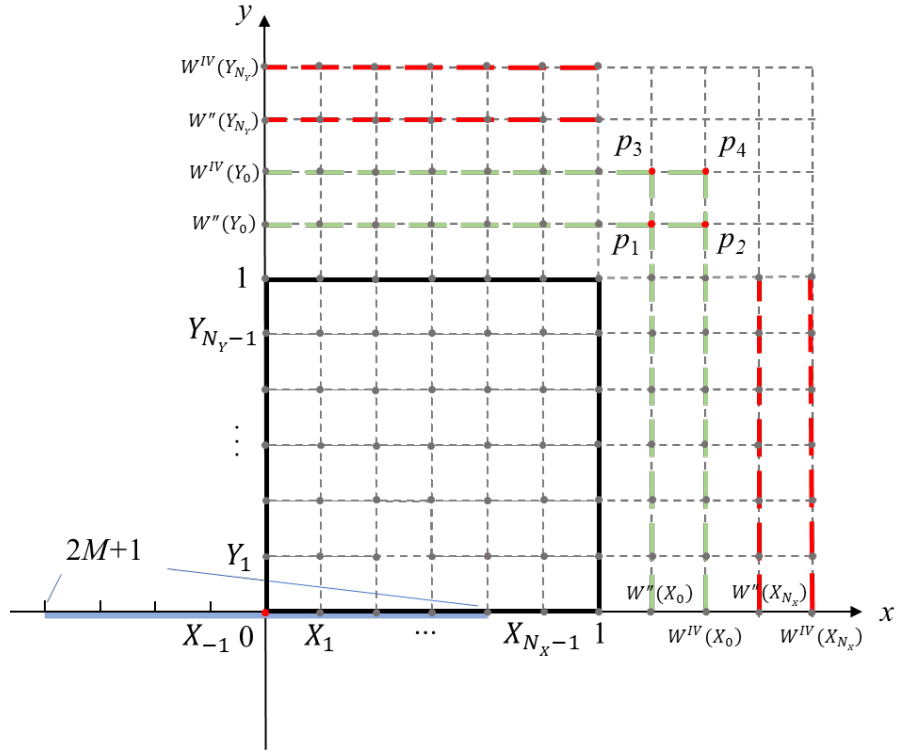 y
W^{IV}(Y_{N_Y})
W''(Y_{N_Y})
W^{IV}(Y_0)
p_3 p_4
W''(Y_0)
p_1 p_2
1
Y_{N_Y-1}
⋮
Y_1
2M+1
W''(X_0) W''(X_{N_X})
x
X_{-1} 0 X_1 ... X_{N_X-1} 1 W^{IV}(X_0) W^{IV}(X_{N_X})